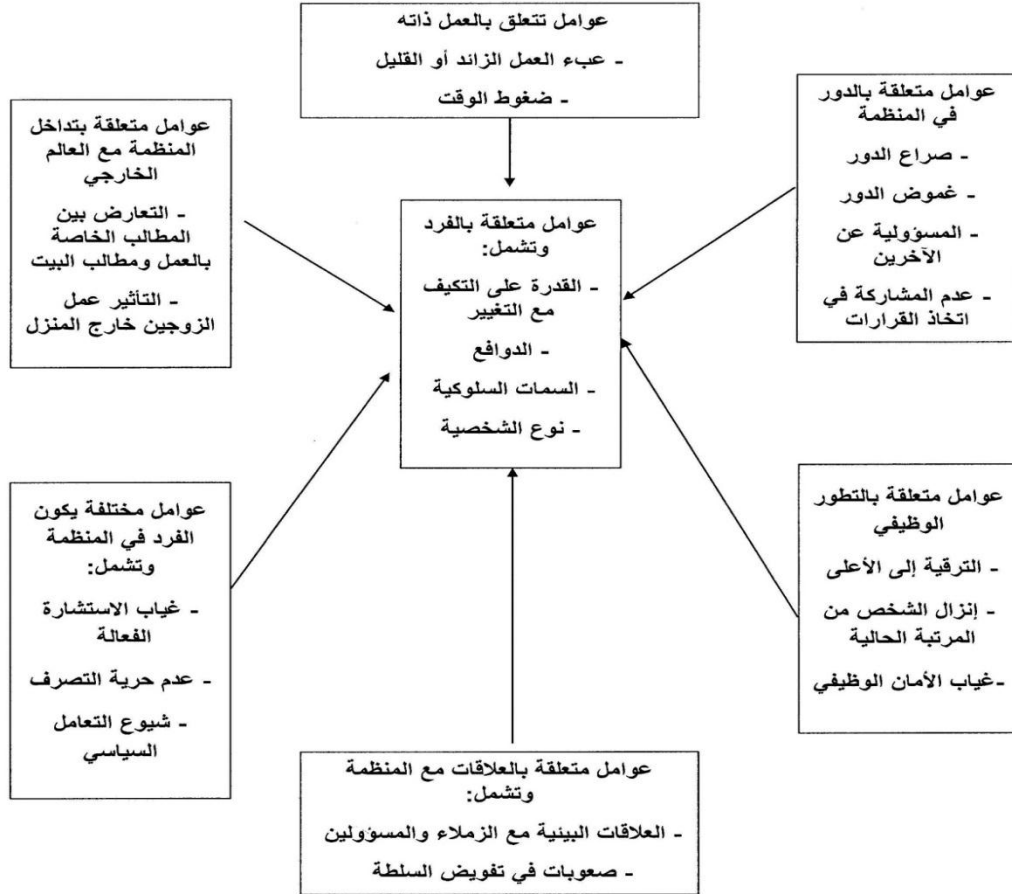 عوامل تتعلق بالعمل ذاته
- عبء العمل الزائد أو القليل
- ضغوط الوقت
عوامل متعلقة بالدور
في المنظمة
- صراع الدور
- غموض الدور
- المسؤولية عن
الآخرين
- عدم المشاركة في
اتخاذ القرارات
عوامل متعلقة بتداخل
المنظمة مع العالم
الخارجي
- التعارض بين
المطالب الخاصة
بالعمل ومطالب البيت
- التأثير عمل
الزوجين خارج المنزل
عوامل متعلقة بالفرد
وتشمل:
- القدرة على التكيف
مع التغيير
- الدوافع
- السمات السلوكية
- نوع الشخصية
عوامل متعلقة بالتطور
الوظيفي
- الترقية إلى الأعلى
- إنزال الشخص من
المرتبة الحالية
-غياب الأمان الوظيفي
عوامل مختلفة يكون
الفرد في المنظمة
وتشمل:
- غياب الاستشارة
الفعالة
- عدم حرية التصرف
- شيوع التعامل
السياسي
عوامل متعلقة بالعلاقات مع المنظمة
وتشمل:
- العلاقات البينية مع الزملاء والمسؤولين
- صعوبات في تفويض السلطة